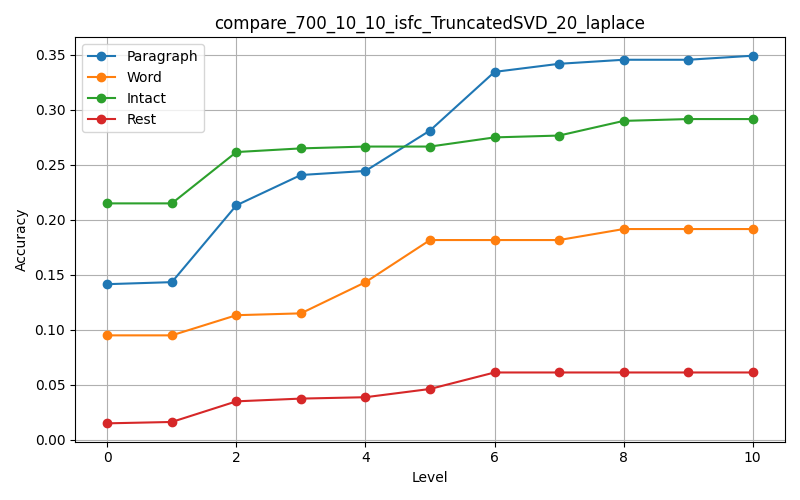 compare_700_10_10_isfc_TruncatedSVD_20_laplace
Paragraph
Word
Intact
Rest
Accuracy
0.35
0.30
0.25
0.20
0.15
0.10
0.05
0.00
0 2 4 6 8 10
Level